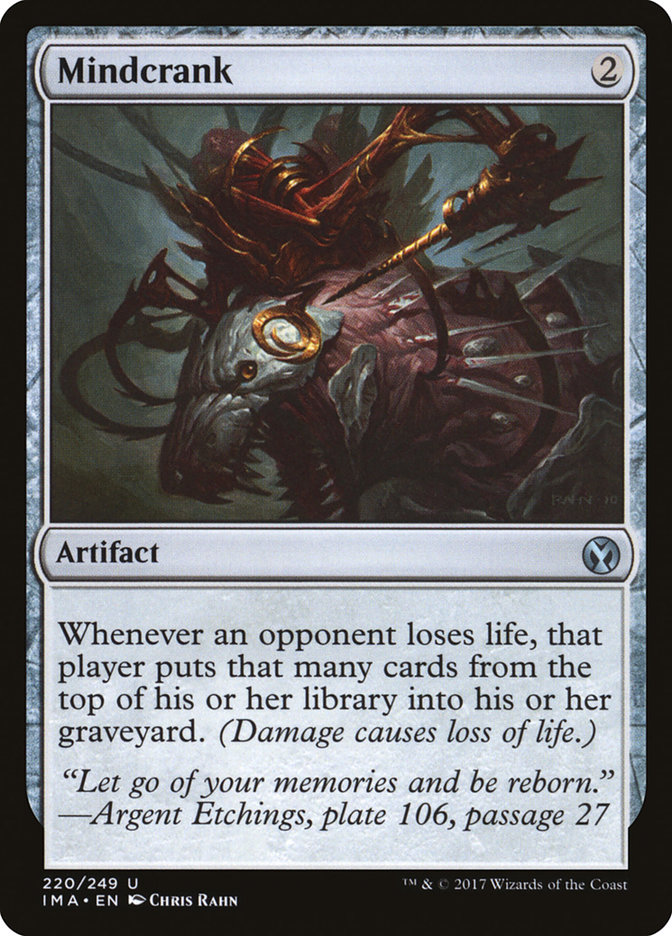 Mindcrank
2
RAHN · 10
Artifact
Whenever an opponent loses life, that
player puts that many cards from the
top of his or her library into his or her
graveyard. (Damage causes loss of life.)
“Let go of your memories and be reborn.”
—Argent Etchings, plate 106, passage 27
220/249 U
™ & © 2017 Wizards of the Coast
IMA • EN Chris Rahn